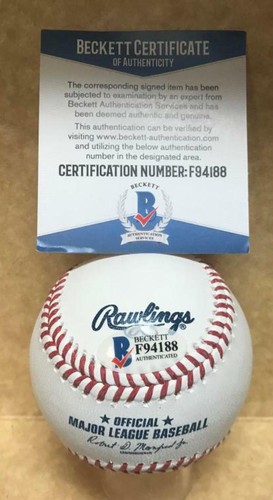 BECKETT CERTIFICATE
OF AUTHENTICITY
The corresponding signed item has been
subjected to examination by an expert from
Beckett Authentication Services and has
been deemed authentic and genuine.
This authentication can be verified by
visiting www.beckett-authentication.com
and utilizing the below authentication
number in the designated area.
CERTIFICATION NUMBER: F94188
BECKETT
B
AUTHENTICATION
SERVICES
Rawlings
B
BECKETT
F94188
AUTHENTICATED
OFFICIAL
MAJOR LEAGUE BASEBALL
Robert D. Manfred Jr.
COMMISSIONER